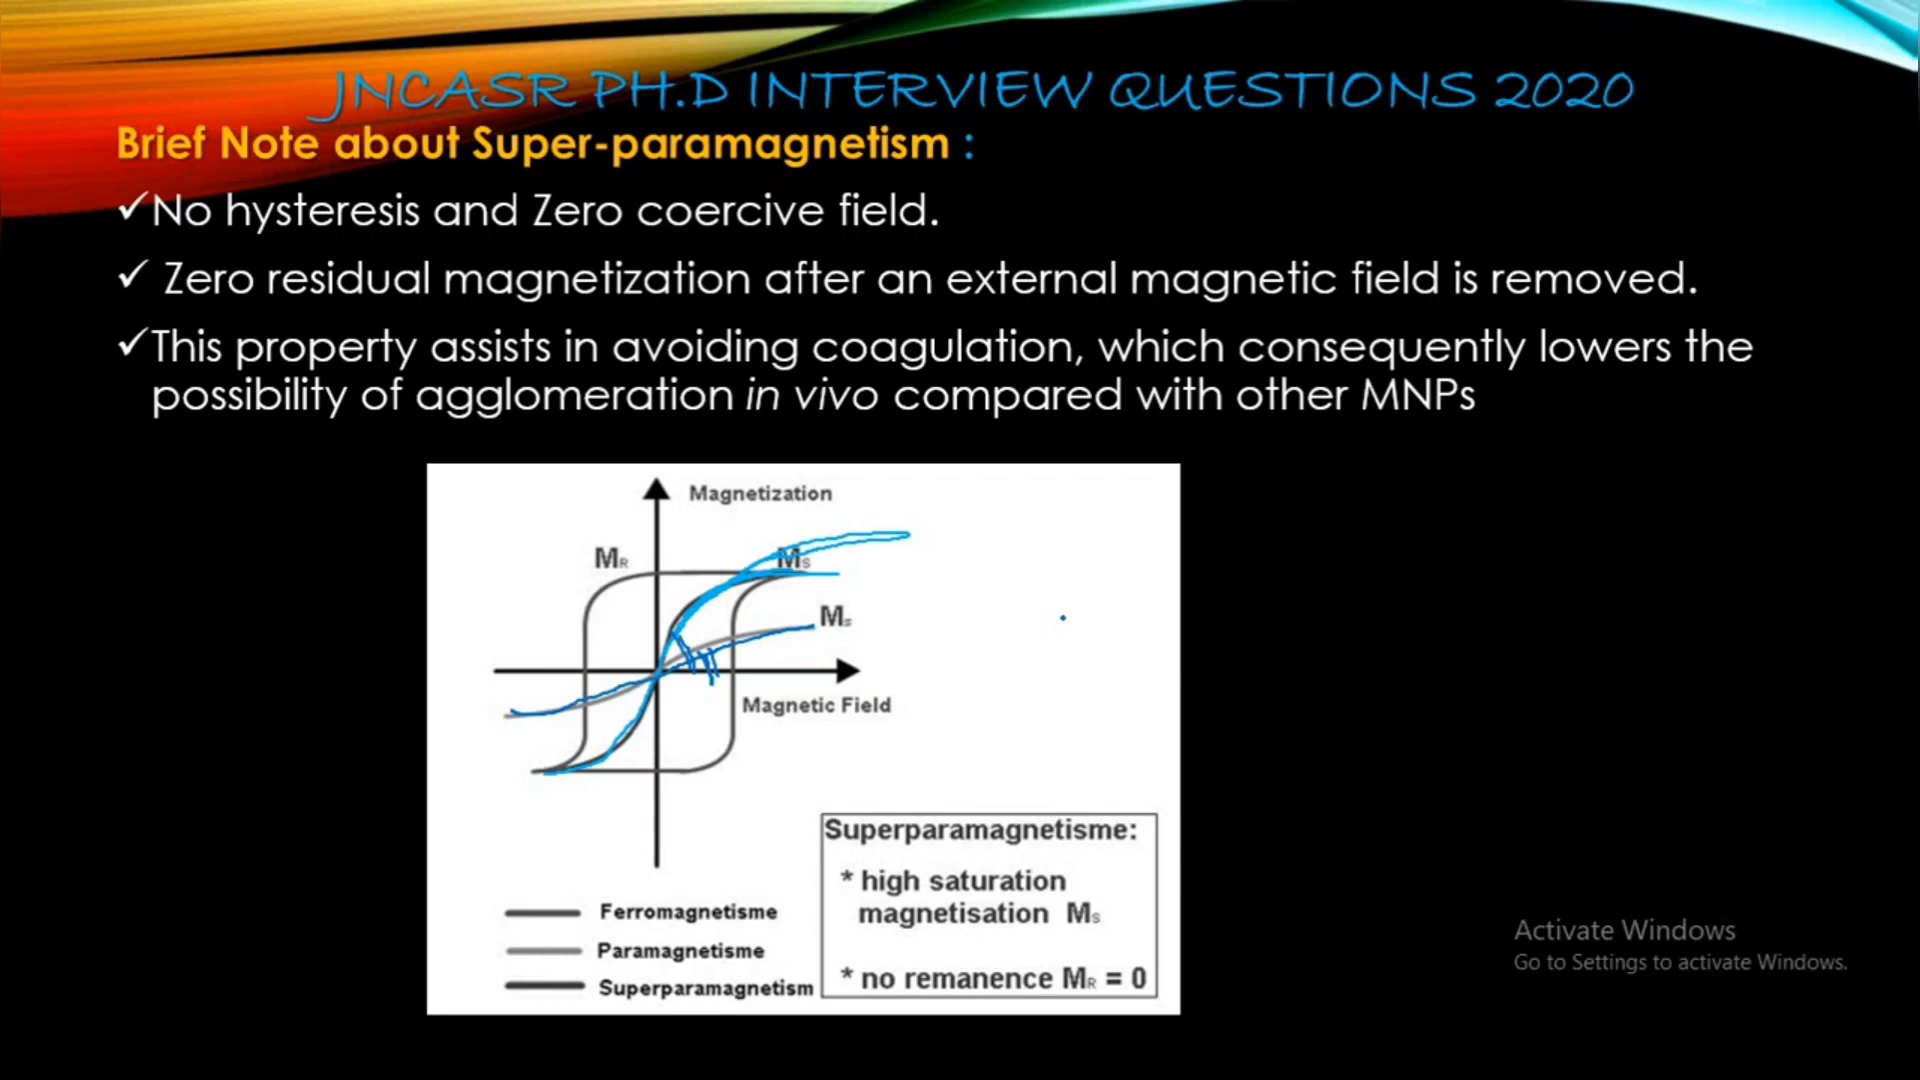 JNCASR PH.D INTERVIEW QUESTIONS 2020
Brief Note about Super-paramagnetism :
✓No hysteresis and Zero coercive field.
✓ Zero residual magnetization after an external magnetic field is removed.
✓This property assists in avoiding coagulation, which consequently lowers the
possibility of agglomeration in vivo compared with other MNPs
Magnetization
MR
MS
Ms
Magnetic Field
Superparamagnetisme:
* high saturation
magnetisation MS
* no remanence MR = 0
Ferromagnetisme
Paramagnetisme
Superparamagnetism
Activate Windows
Go to Settings to activate Windows.